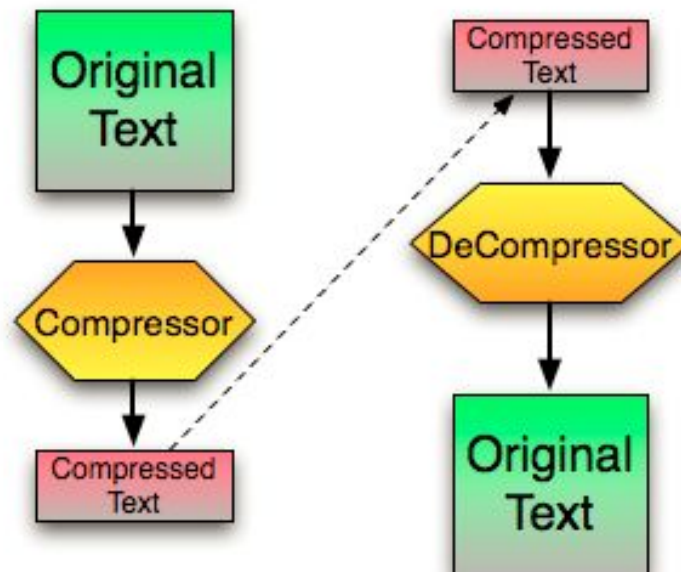 Original
Text
Compressor
Compressed
Text
Compressed
Text
DeCompressor
Original
Text